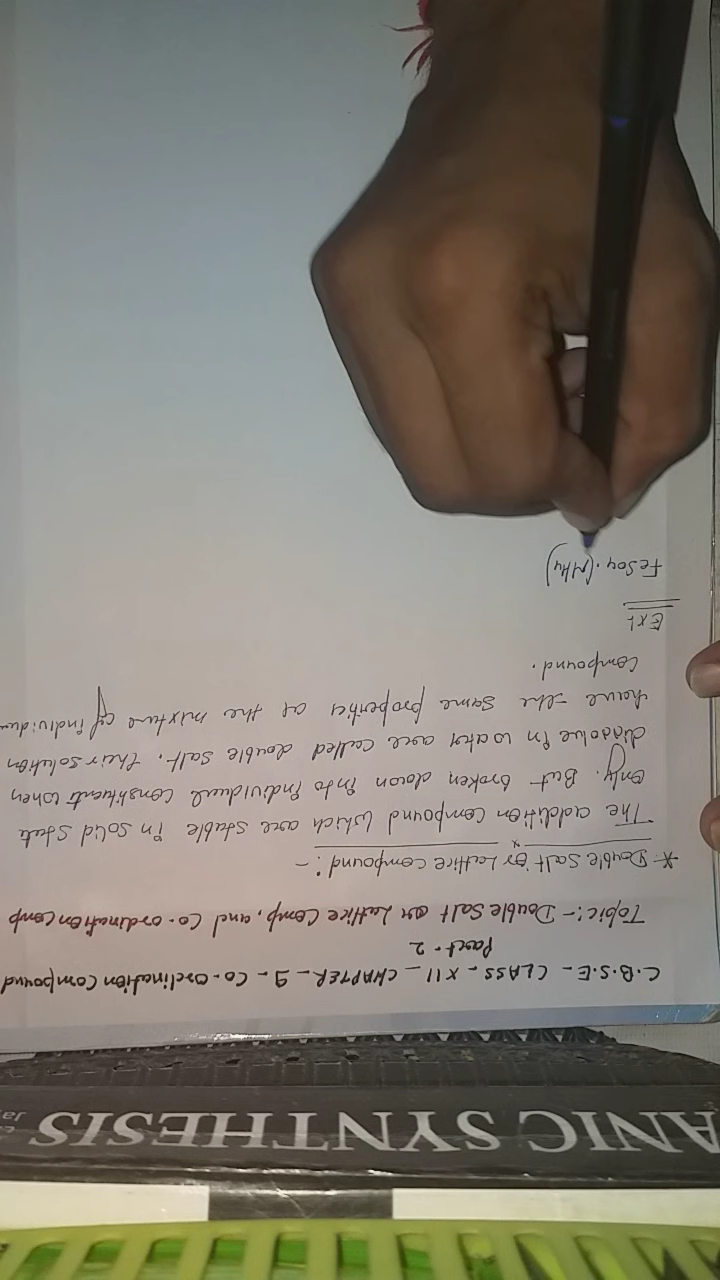 C.B.S.E - CLASS - XII - CHAPTER - 9 - Co-ordination Compound
Part-2
Topic:- Double Salt or Lattice Comp, and Co-ordination Comp
* Double Salt or Lattice Compound :-
The addition Compound which are stable in solid state
only. But broken down into individual constituent when
dissolve in water are called double salt. their solution
have the same properties as the mixture of individu
Compound.
Ex1
FeSO4.(NH4)
ANIC SYNTHESIS